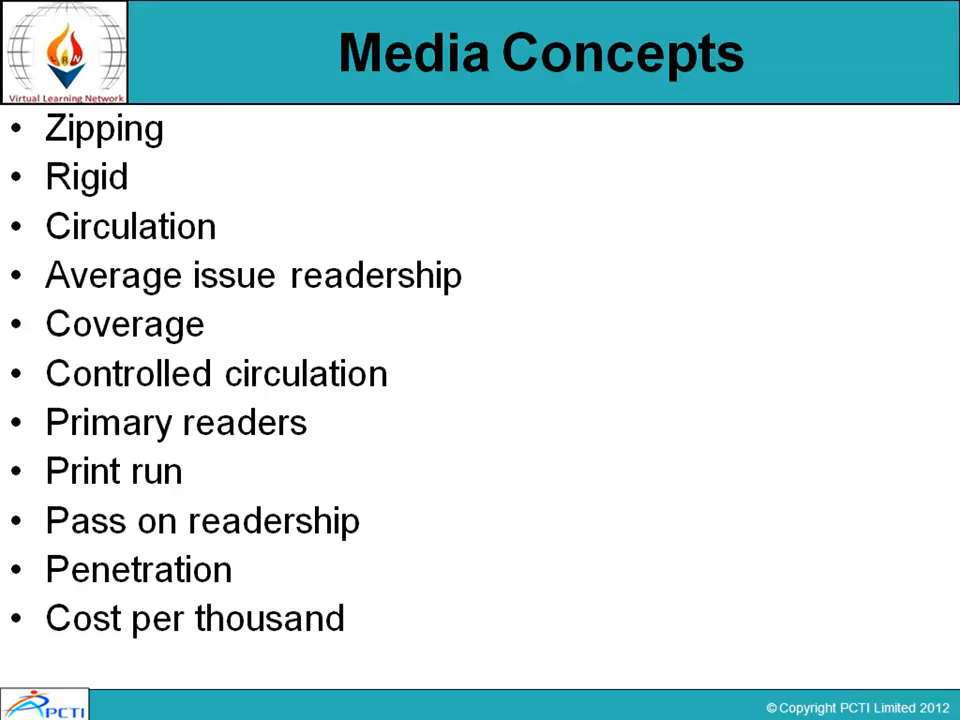 LRN
Virtual Learning Network
Media Concepts
• Zipping
• Rigid
• Circulation
• Average issue readership
• Coverage
• Controlled circulation
• Primary readers
• Print run
• Pass on readership
• Penetration
• Cost per thousand
PCTI
© Copyright PCTI Limited 2012